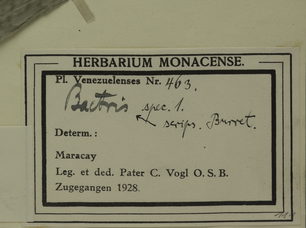 HERBARIUM MONACENSE.
Pl. Venezuelenses Nr. 463.
Bactris spec. 1.
scrips. Burret.
Determ.:
Maracay
Leg. et ded. Pater C. Vogl O. S. B.
Zugegangen 1928.